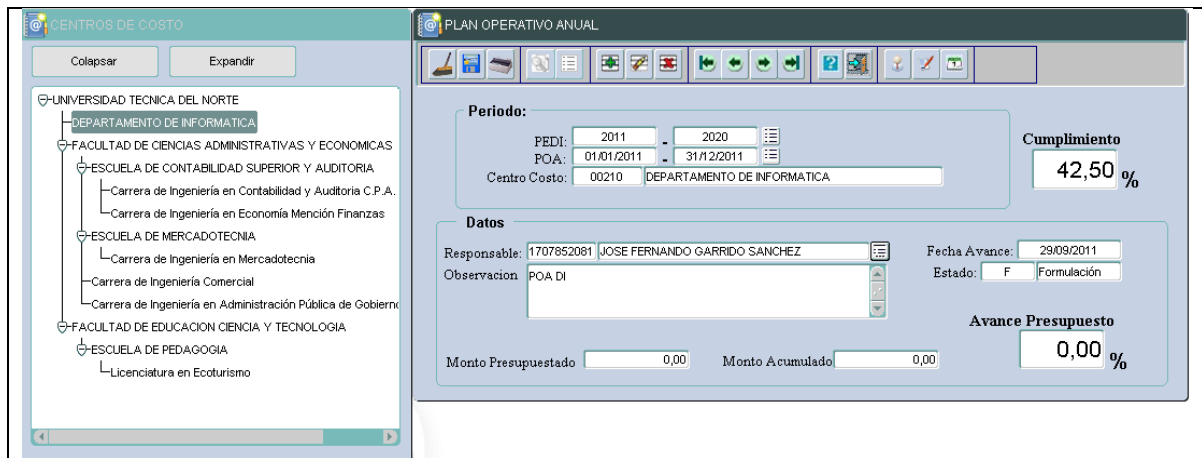 CENTROS DE COSTO
Colapsar Expandir
UNIVERSIDAD TECNICA DEL NORTE
DEPARTAMENTO DE INFORMATICA
FACULTAD DE CIENCIAS ADMINISTRATIVAS Y ECONOMICAS
ESCUELA DE CONTABILIDAD SUPERIOR Y AUDITORIA
Carrera de Ingeniería en Contabilidad y Auditoria C.P.A.
Carrera de Ingeniería en Economía Mención Finanzas
ESCUELA DE MERCADOTECNIA
Carrera de Ingeniería en Mercadotecnia
Carrera de Ingeniería Comercial
Carrera de Ingeniería en Administración Pública de Gobierno
FACULTAD DE EDUCACION CIENCIA Y TECNOLOGIA
ESCUELA DE PEDAGOGIA
Licenciatura en Ecoturismo
PLAN OPERATIVO ANUAL
Periodo:
PEDI: 2011 - 2020
POA: 01/01/2011 - 31/12/2011
Centro Costo: 00210 DEPARTAMENTO DE INFORMATICA
Cumplimiento
42,50 %
Datos
Responsable: 1707852081 JOSE FERNANDO GARRIDO SANCHEZ
Fecha Avance: 29/09/2011
Observacion POA DI
Estado: F Formulación
Avance Presupuesto
0,00 %
Monto Presupuestado 0,00 Monto Acumulado 0,00